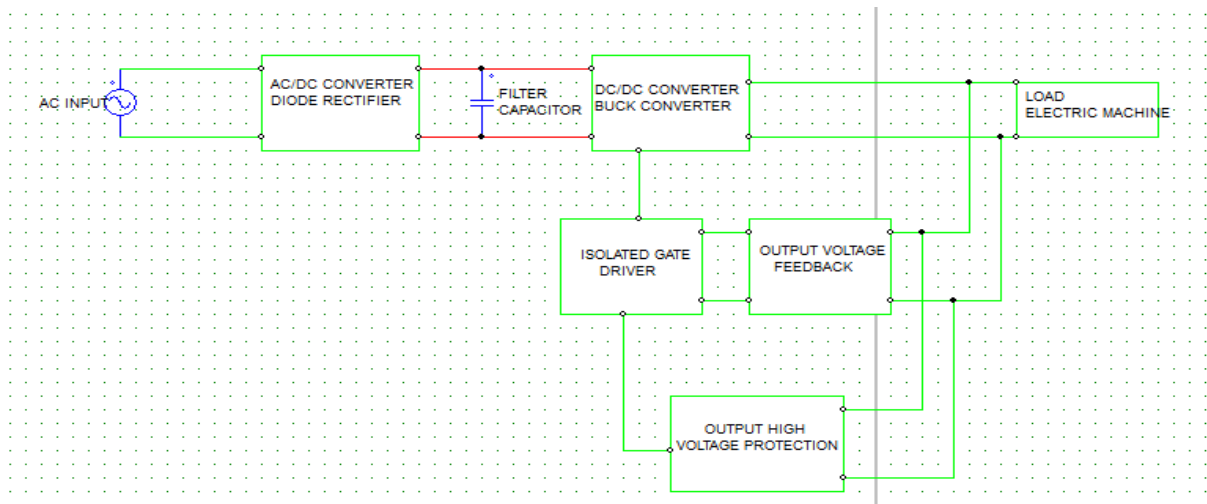 AC INPUT
AC/DC CONVERTER
DIODE RECTIFIER
FILTER
CAPACITOR
DC/DC CONVERTER
BUCK CONVERTER
LOAD
ELECTRIC MACHINE
ISOLATED GATE
DRIVER
OUTPUT VOLTAGE
FEEDBACK
OUTPUT HIGH
VOLTAGE PROTECTION